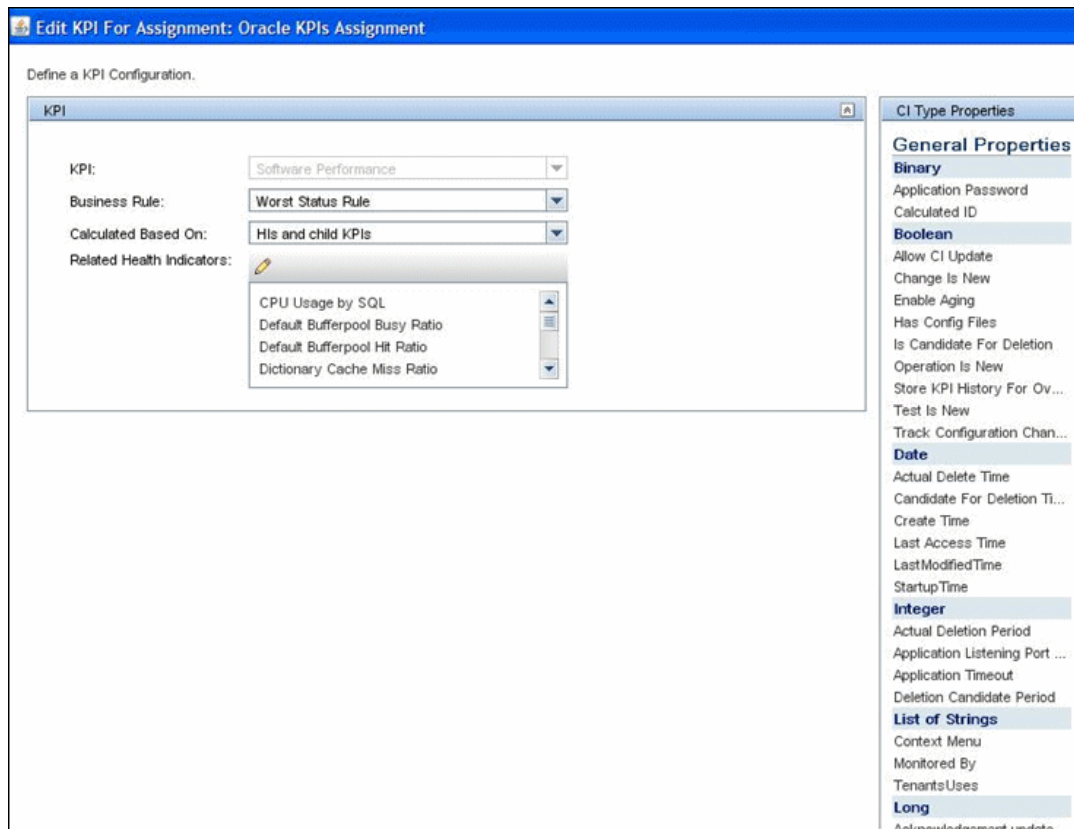 Edit KPI For Assignment: Oracle KPIs Assignment
Define a KPI Configuration.
KPI
KPI: Software Performance
Business Rule: Worst Status Rule
Calculated Based On: HIs and child KPIs
Related Health Indicators:
CPU Usage by SQL
Default Bufferpool Busy Ratio
Default Bufferpool Hit Ratio
Dictionary Cache Miss Ratio
CI Type Properties
General Properties
Binary
Application Password
Calculated ID
Boolean
Allow CI Update
Change Is New
Enable Aging
Has Config Files
Is Candidate For Deletion
Operation Is New
Store KPI History For Ov...
Test Is New
Track Configuration Chan...
Date
Actual Delete Time
Candidate For Deletion Ti...
Create Time
Last Access Time
LastModifiedTime
StartupTime
Integer
Actual Deletion Period
Application Listening Port ...
Application Timeout
Deletion Candidate Period
List of Strings
Context Menu
Monitored By
TenantsUses
Long